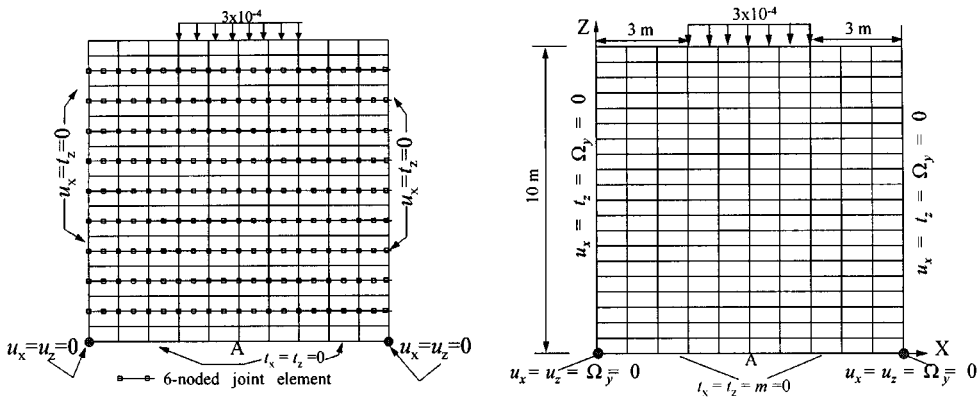 3x10-4
u_x=t_z=0
u_x=t_z=0
u_x=u_z=0
A
t_x = t_z =0
u_x=u_z=0
6-noded joint element
Z
3 m
3x10-4
3 m
10 m
u_x = t_z = Ω_y = 0
u_x = t_z = Ω_y = 0
A
X
u_x = u_z = Ω_y = 0
t_x = t_z = m =0
u_x = u_z = Ω_y = 0